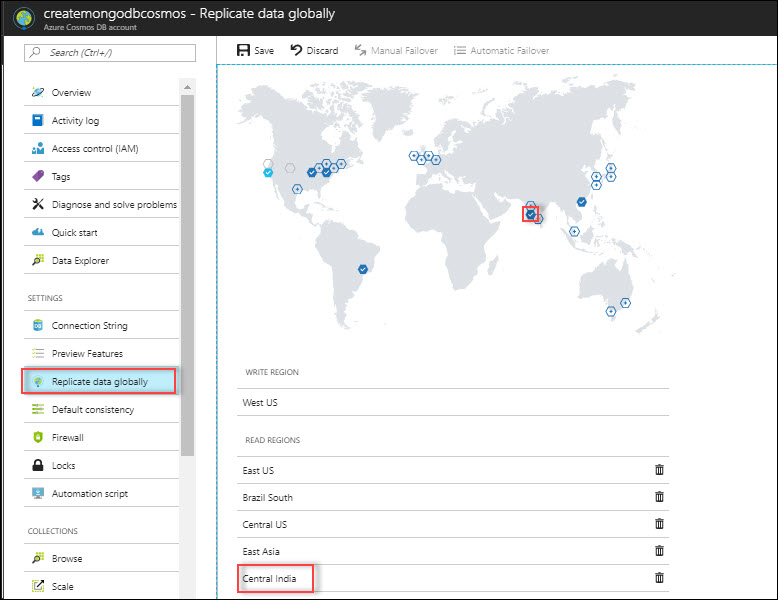 createmongodbcosmos - Replicate data globally
Azure Cosmos DB account
Search (Ctrl+/)
Save
Discard
Manual Failover
Automatic Failover
Overview
Activity log
Access control (IAM)
Tags
Diagnose and solve problems
Quick start
Data Explorer
SETTINGS
Connection String
Preview Features
Replicate data globally
Default consistency
Firewall
Locks
Automation script
COLLECTIONS
Browse
Scale
WRITE REGION
West US
READ REGIONS
East US
Brazil South
Central US
East Asia
Central India